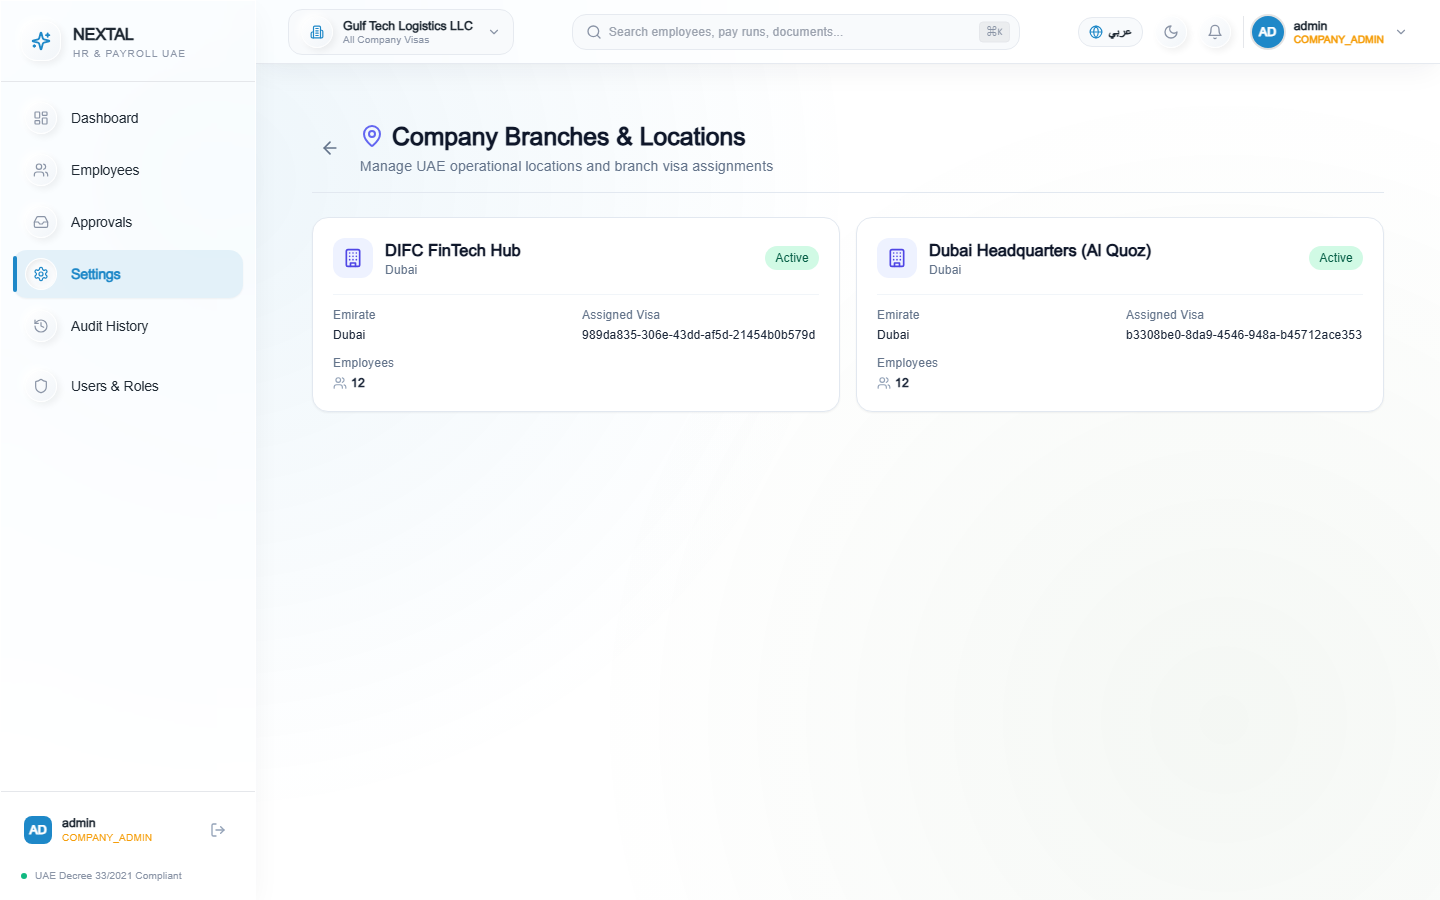 NEXTAL
HR & PAYROLL UAE
Dashboard
Employees
Approvals
Settings
Audit History
Users & Roles
AD
admin
COMPANY_ADMIN
UAE Decree 33/2021 Compliant
Gulf Tech Logistics LLC
All Company Visas
Search employees, pay runs, documents...
⌘K
عربي
AD
admin
COMPANY_ADMIN
Company Branches & Locations
Manage UAE operational locations and branch visa assignments
DIFC FinTech Hub
Dubai
Active
Emirate
Dubai
Assigned Visa
989da835-306e-43dd-af5d-21454b0b579d
Employees
12
Dubai Headquarters (Al Quoz)
Dubai
Active
Emirate
Dubai
Assigned Visa
b3308be0-8da9-4546-948a-b45712ace353
Employees
12